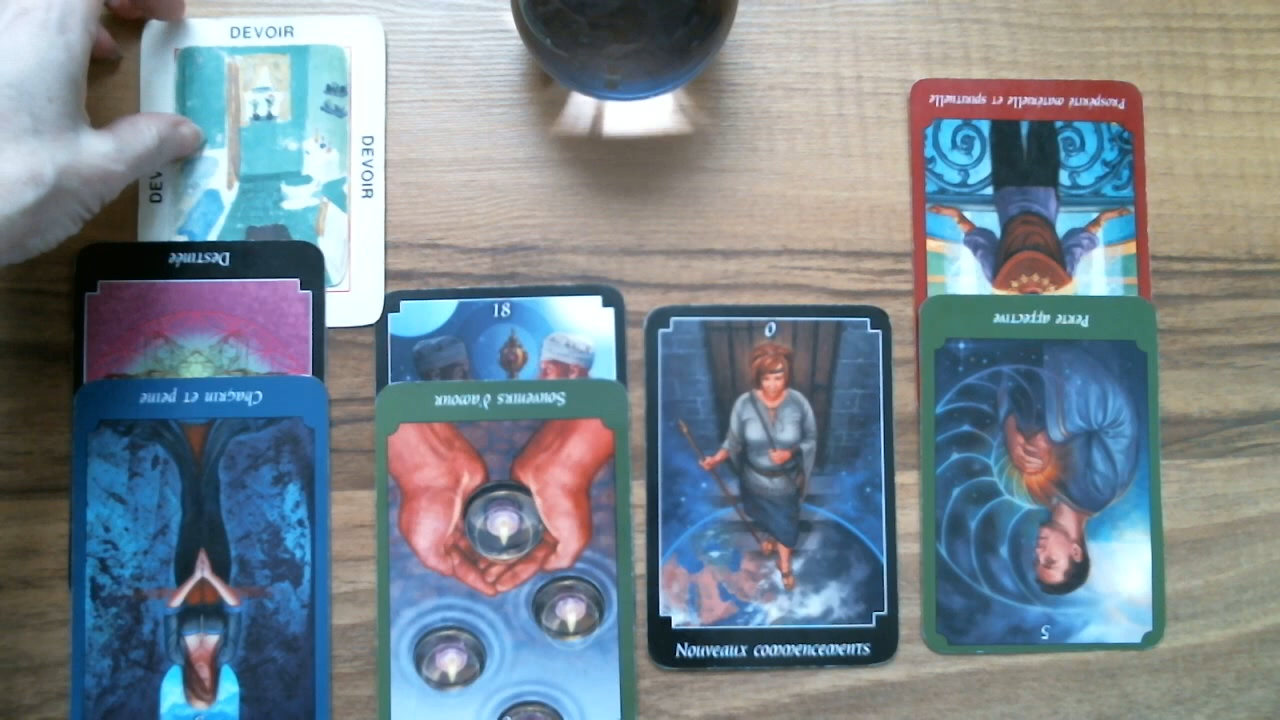 DEVOIR
DEVOIR
DEVOIR
Prospérité matérielle et spirituelle
Destinée
18
0
Perte affective
Chagrin et peine
Souvenirs d'amour
Nouveaux commencements
5